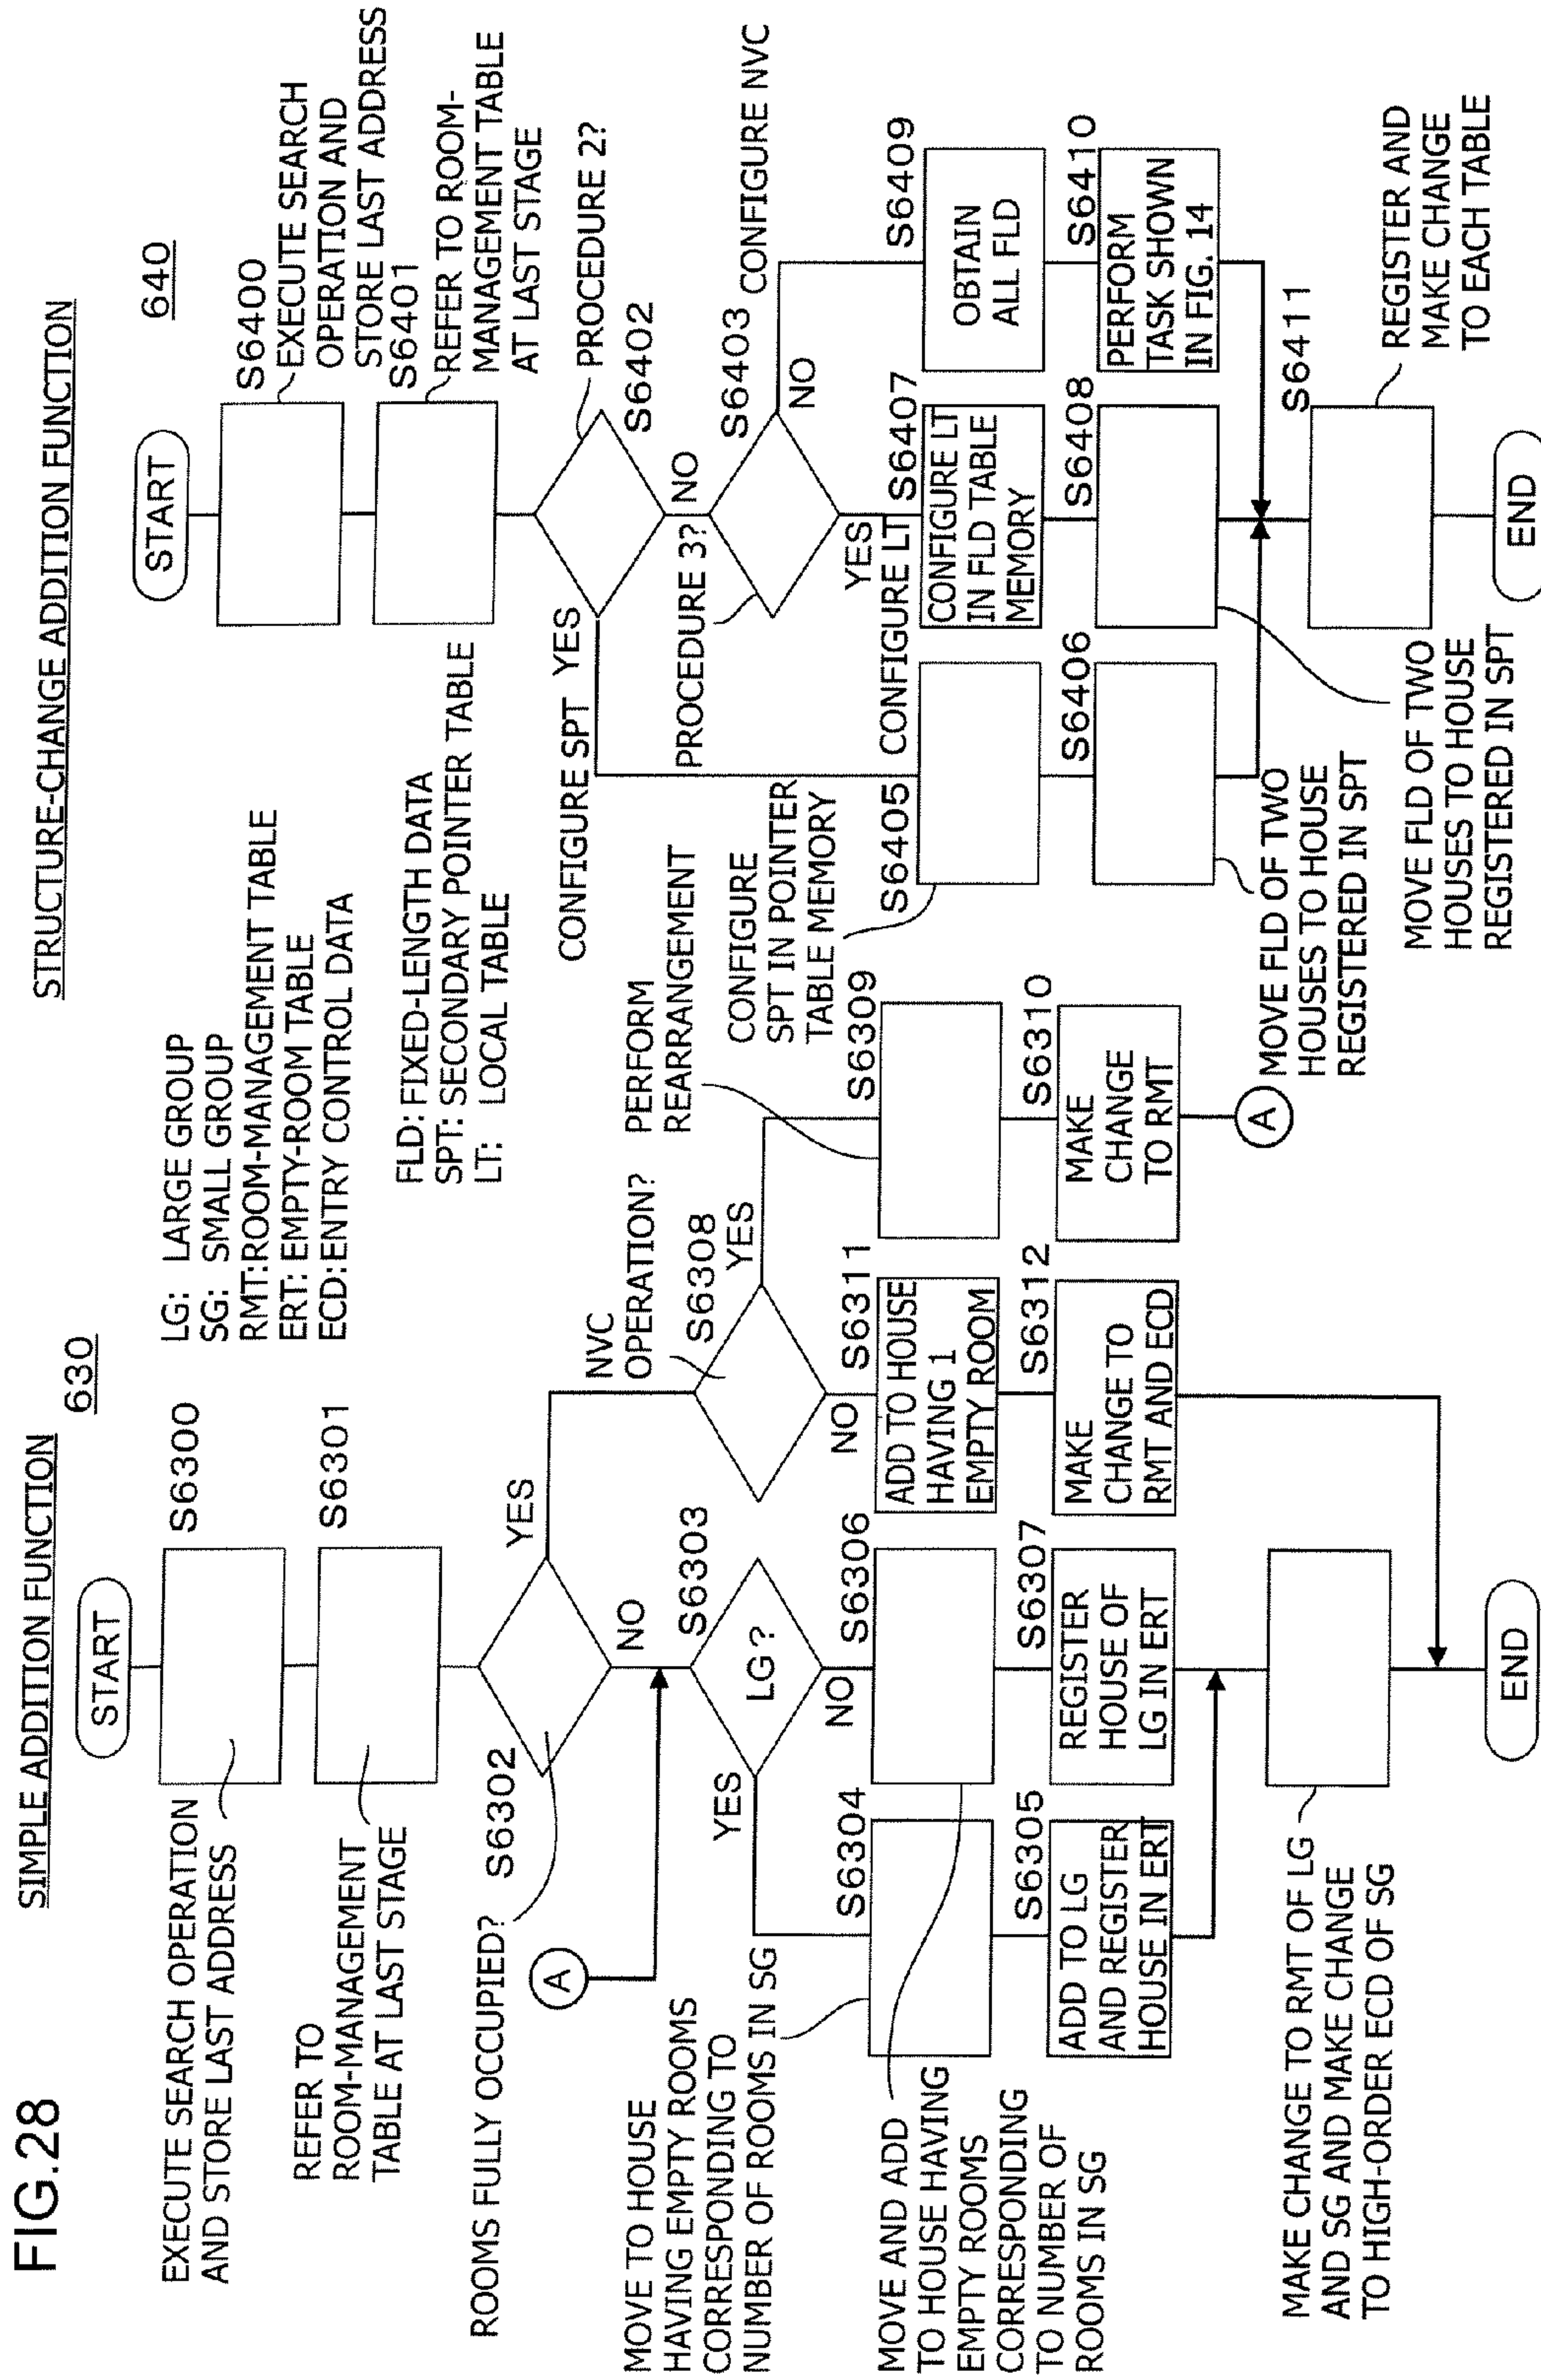 FIG.28
SIMPLE ADDITION FUNCTION
630
START
S6300
EXECUTE SEARCH OPERATION
AND STORE LAST ADDRESS
S6301
REFER TO
ROOM-MANAGEMENT
TABLE AT LAST STAGE
ROOMS FULLY OCCUPIED?
S6302
YES
NO
A
NVC
OPERATION?
S6308
YES
NO
PERFORM
REARRANGEMENT
S6303
LG?
YES
NO
MOVE TO HOUSE
HAVING EMPTY ROOMS
CORRESPONDING TO
NUMBER OF ROOMS IN SG
S6304
S6306
S6311
ADD TO HOUSE
HAVING 1
EMPTY ROOM
S6309
MOVE AND ADD
TO HOUSE HAVING
EMPTY ROOMS
CORRESPONDING
TO NUMBER OF
ROOMS IN SG
S6305
ADD TO LG
AND REGISTER
HOUSE IN ERT
S6307
REGISTER
HOUSE OF
LG IN ERT
S6312
MAKE
CHANGE TO
RMT AND ECD
S6310
MAKE
CHANGE
TO RMT
A
MAKE CHANGE TO RMT OF LG
AND SG AND MAKE CHANGE
TO HIGH-ORDER ECD OF SG
END
LG: LARGE GROUP
SG: SMALL GROUP
RMT:ROOM-MANAGEMENT TABLE
ERT: EMPTY-ROOM TABLE
ECD:ENTRY CONTROL DATA
FLD: FIXED-LENGTH DATA
SPT: SECONDARY POINTER TABLE
LT: LOCAL TABLE
STRUCTURE-CHANGE ADDITION FUNCTION
640
START
S6400
EXECUTE SEARCH
OPERATION AND
STORE LAST ADDRESS
S6401
REFER TO ROOM-
MANAGEMENT TABLE
AT LAST STAGE
PROCEDURE 2?
S6402
CONFIGURE SPT
YES
NO
PROCEDURE 3?
S6403
CONFIGURE NVC
NO
YES
CONFIGURE LT
CONFIGURE
SPT IN POINTER
TABLE MEMORY
S6405
S6407
CONFIGURE LT
IN FLD TABLE
MEMORY
S6409
OBTAIN
ALL FLD
S6406
S6408
S6410
PERFORM
TASK SHOWN
IN FIG. 14
MOVE FLD OF TWO
HOUSES TO HOUSE
REGISTERED IN SPT
MOVE FLD OF TWO
HOUSES TO HOUSE
REGISTERED IN SPT
S6411
REGISTER AND
MAKE CHANGE
TO EACH TABLE
END